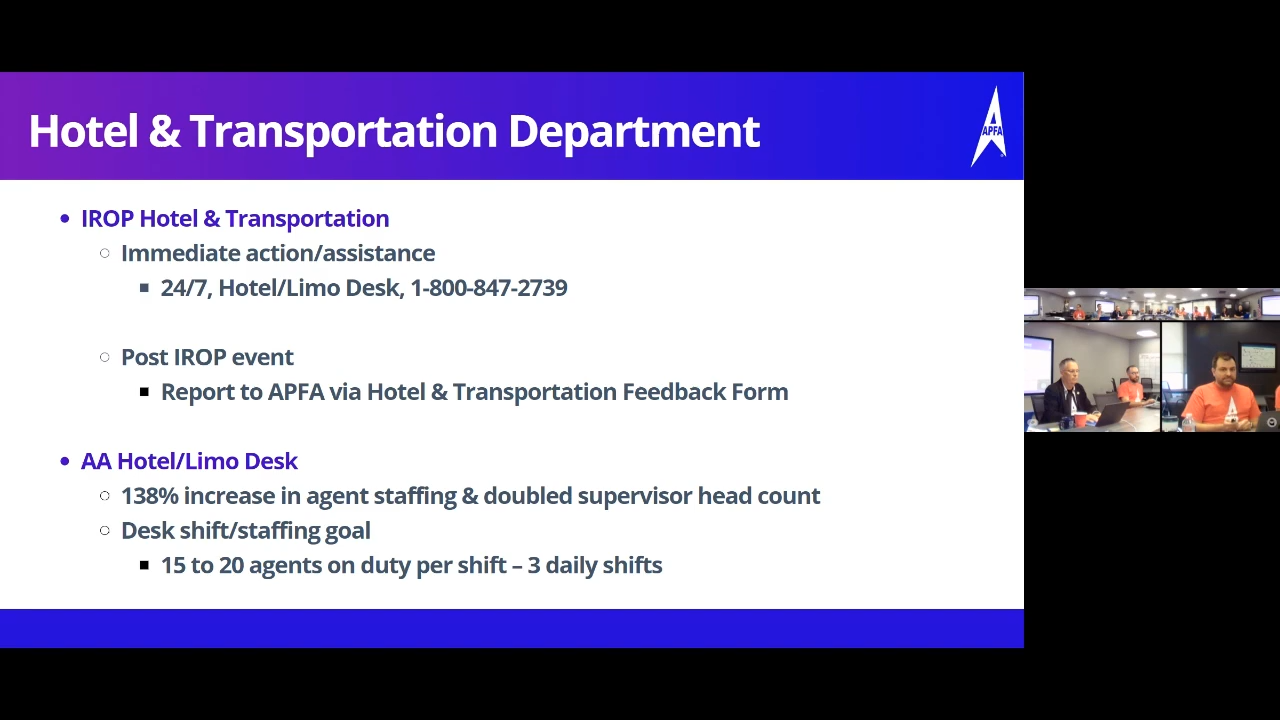 Hotel & Transportation Department
APFA
IROP Hotel & Transportation
Immediate action/assistance
24/7, Hotel/Limo Desk, 1-800-847-2739
Post IROP event
Report to APFA via Hotel & Transportation Feedback Form
AA Hotel/Limo Desk
138% increase in agent staffing & doubled supervisor head count
Desk shift/staffing goal
15 to 20 agents on duty per shift – 3 daily shifts